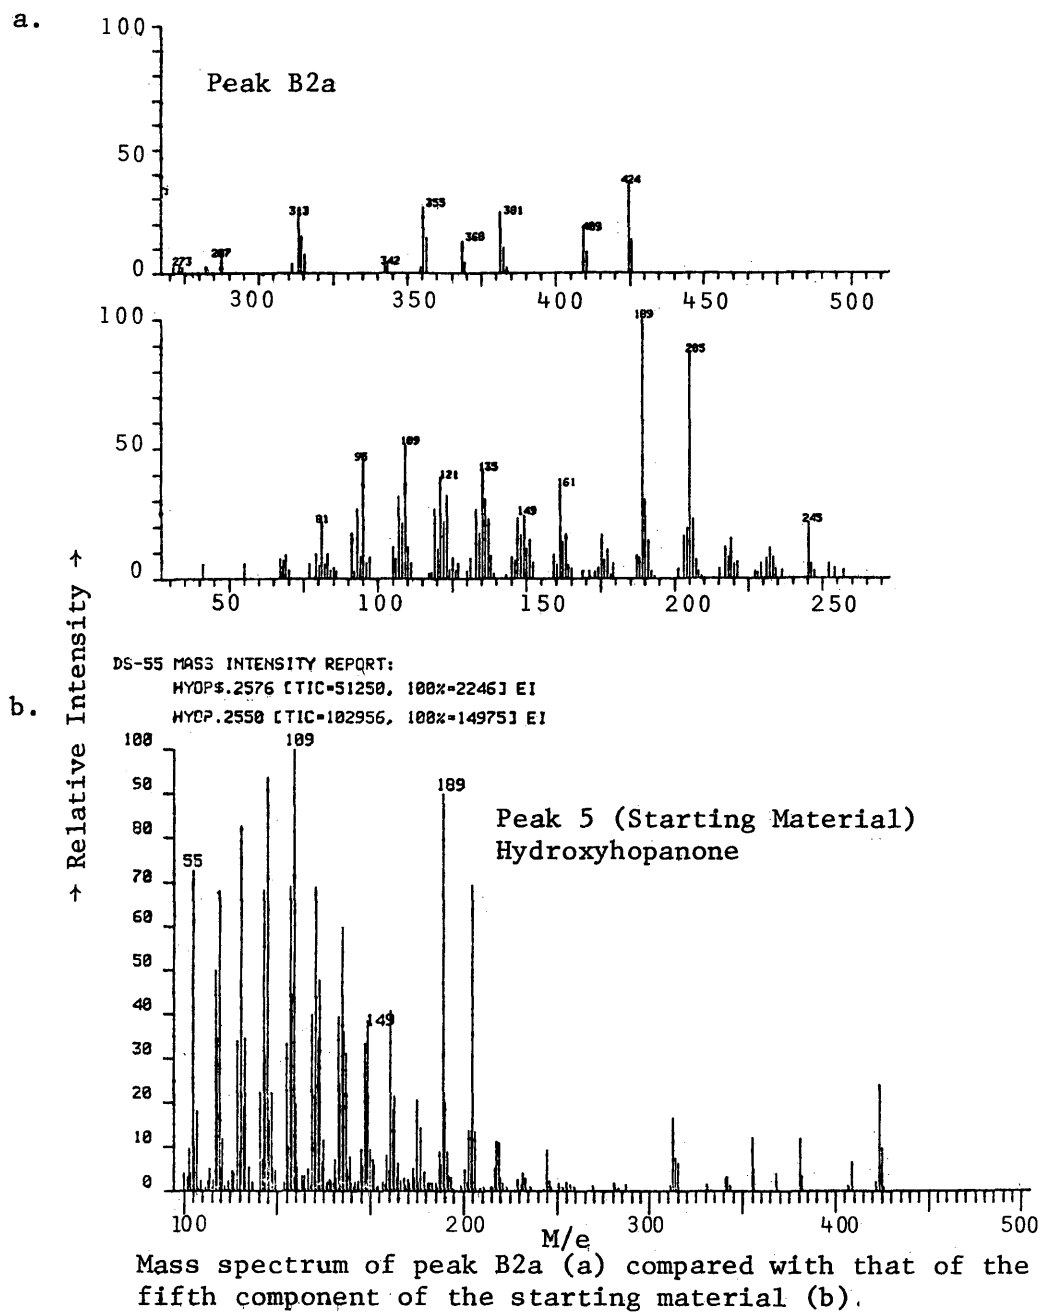 a.
100
Peak B2a
50
0
273
287
313
342
355
368
381
409
424
300 350 400 450 500
100
50
0
81
95
109
121
135
149
161
189
205
245
50 100 150 200 250
→ Relative Intensity →
DS-55 MASS INTENSITY REPORT:
HYOP$.2576 [TIC=51250, 100%=2246] EI
b.
HYOP.2550 [TIC=102956, 100%=14975] EI
100
90
80
70
60
50
40
30
20
10
0
55
109
149
189
Peak 5 (Starting Material)
Hydroxyhopanone
100 200 300 400 500
M/e
Mass spectrum of peak B2a (a) compared with that of the
fifth component of the starting material (b).